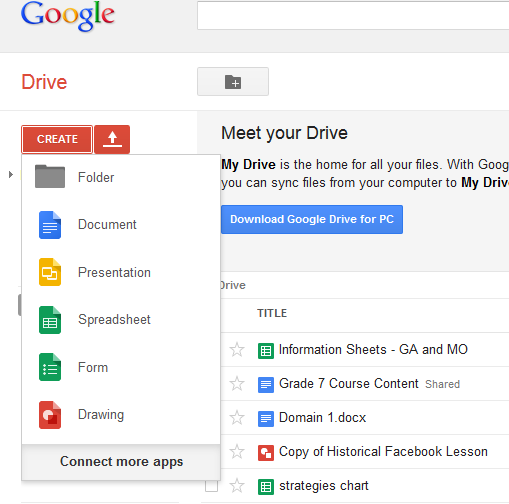 Google
Drive
CREATE
Folder
Document
Presentation
Spreadsheet
Form
Drawing
Connect more apps
Meet your Drive
My Drive is the home for all your files. With Goog
you can sync files from your computer to My Driv
Download Google Drive for PC
Drive
TITLE
Information Sheets - GA and MO
Grade 7 Course Content Shared
Domain 1.docx
Copy of Historical Facebook Lesson
strategies chart